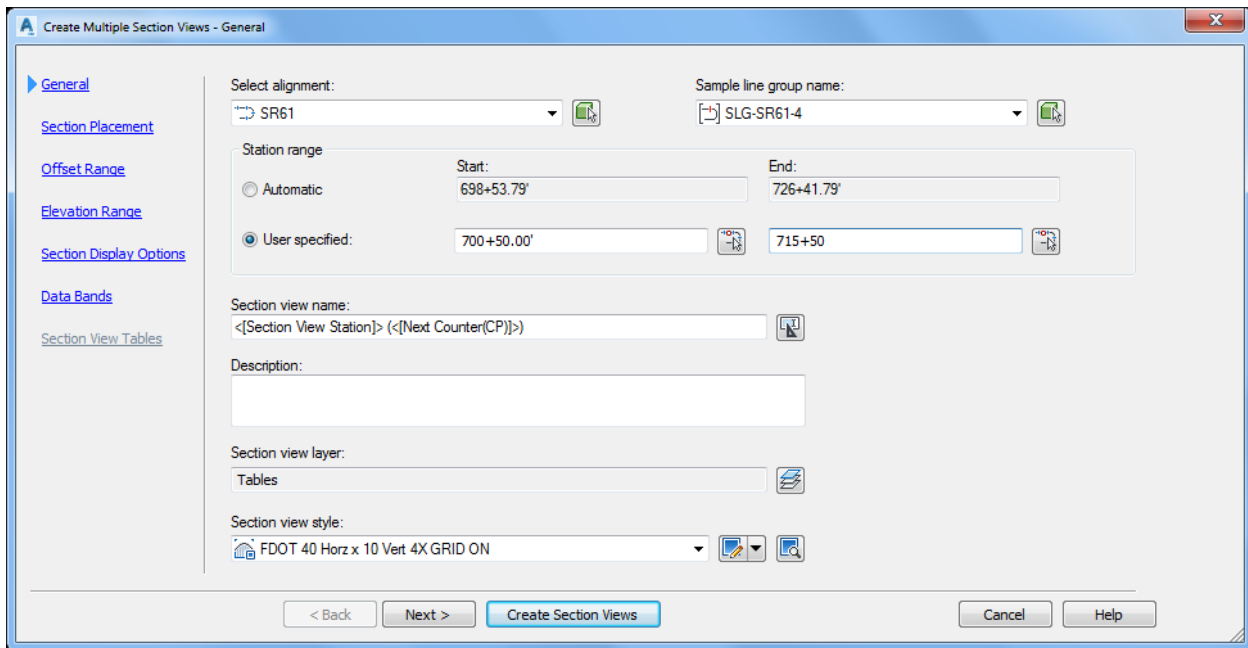 Create Multiple Section Views - General
General
Section Placement
Offset Range
Elevation Range
Section Display Options
Data Bands
Section View Tables
Select alignment:
SR61
Sample line group name:
SLG-SR61-4
Station range
Start:
End:
Automatic
698+53.79'
726+41.79'
User specified:
700+50.00'
715+50
Section view name:
<[Section View Station]> (<[Next Counter(CP)]>)
Description:
Section view layer:
Tables
Section view style:
FDOT 40 Horz x 10 Vert 4X GRID ON
< Back
Next >
Create Section Views
Cancel
Help